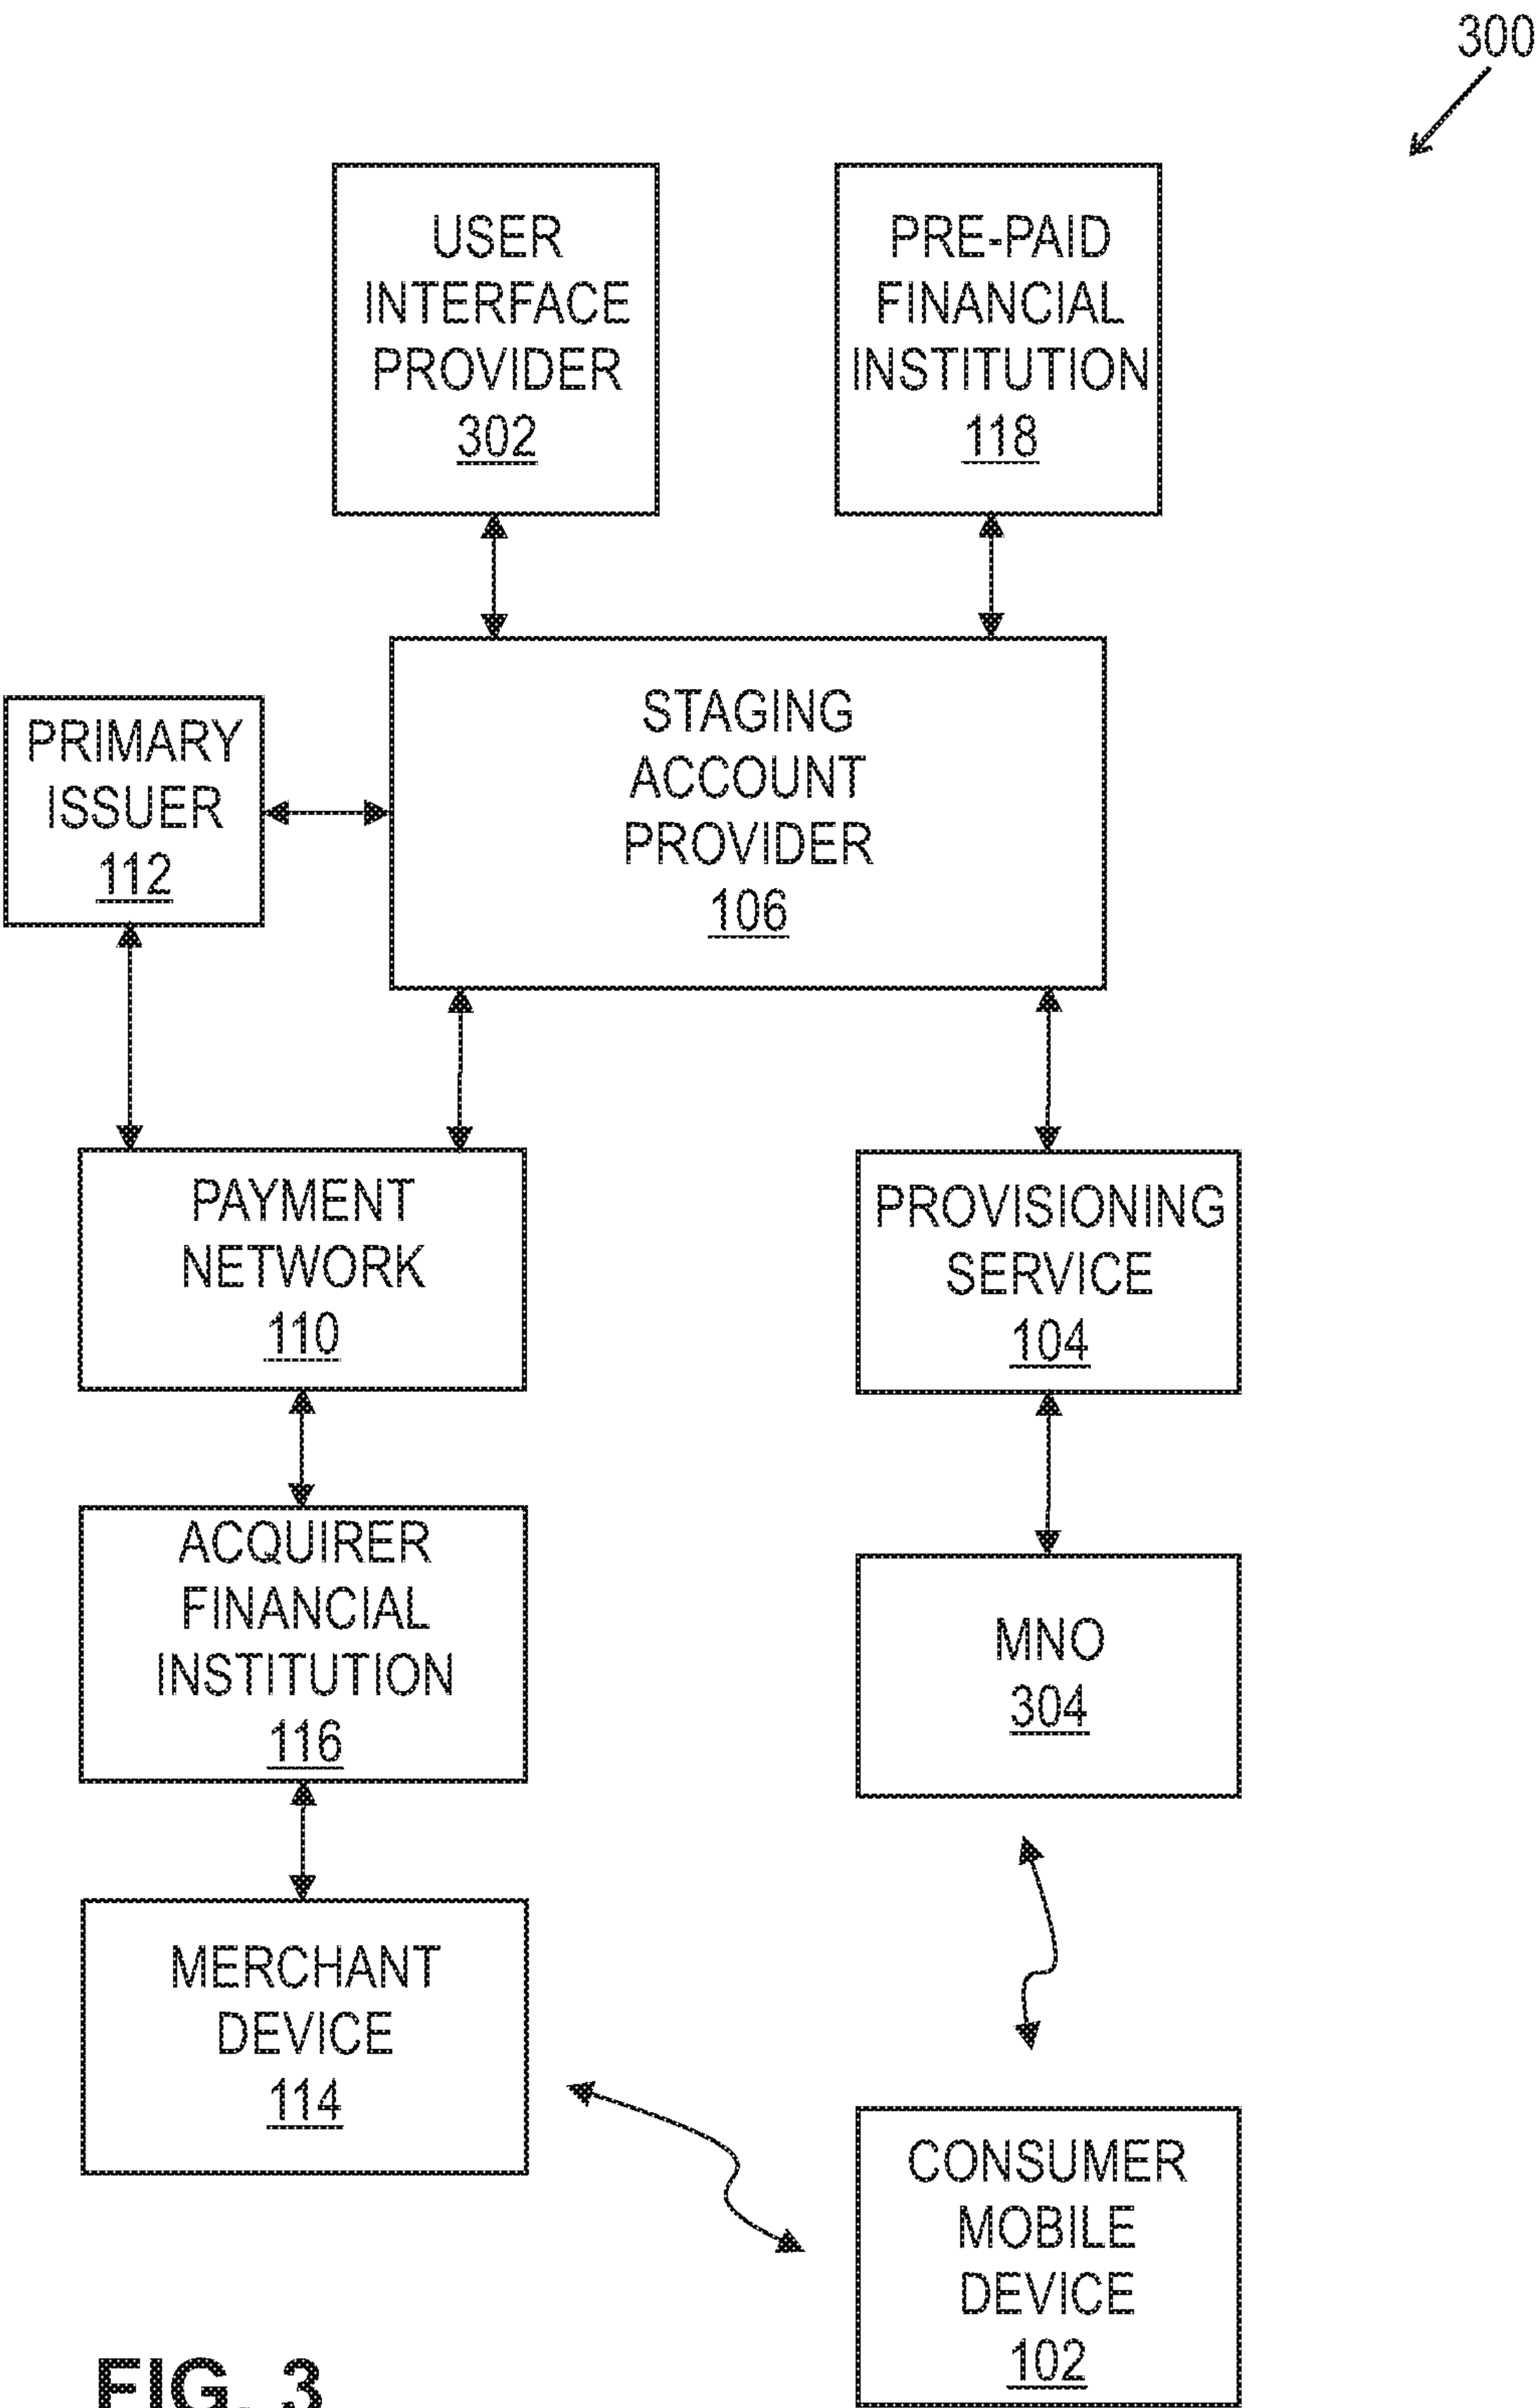 300
USER
INTERFACE
PROVIDER
302
PRE-PAID
FINANCIAL
INSTITUTION
118
PRIMARY
ISSUER
112
STAGING
ACCOUNT
PROVIDER
106
PAYMENT
NETWORK
110
PROVISIONING
SERVICE
104
ACQUIRER
FINANCIAL
INSTITUTION
116
MNO
304
MERCHANT
DEVICE
114
CONSUMER
MOBILE
DEVICE
102
FIG. 3